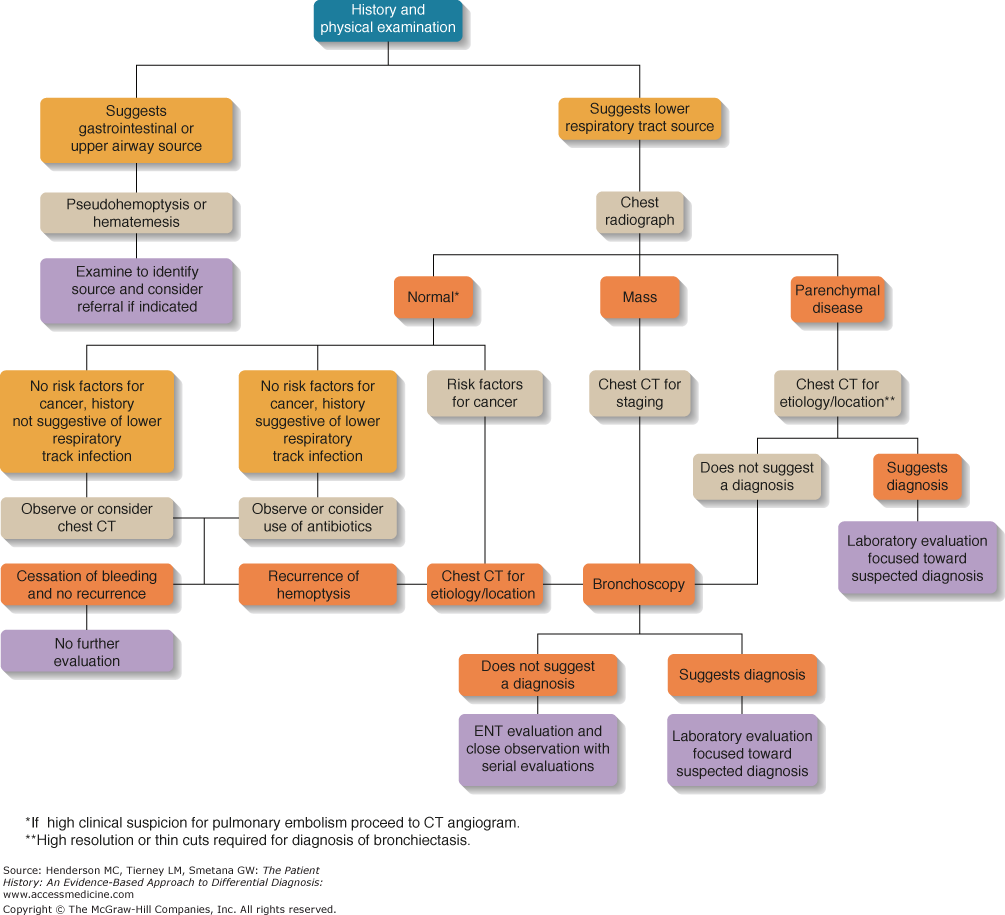 History and
physical examination
Suggests
gastrointestinal or
upper airway source
Suggests lower
respiratory tract source
Pseudohemoptysis or
hematemesis
Chest
radiograph
Examine to identify
source and consider
referral if indicated
Normal*
Mass
Parenchymal
disease
No risk factors for
cancer, history
not suggestive of lower
respiratory
track infection
No risk factors for
cancer, history
suggestive of lower
respiratory
track infection
Risk factors
for cancer
Chest CT for
staging
Chest CT for
etiology/location**
Does not suggest
a diagnosis
Suggests
diagnosis
Observe or consider
chest CT
Observe or consider
use of antibiotics
Laboratory evaluation
focused toward
suspected diagnosis
Cessation of bleeding
and no recurrence
Recurrence of
hemoptysis
Chest CT for
etiology/location
Bronchoscopy
No further
evaluation
Does not suggest
a diagnosis
Suggests diagnosis
ENT evaluation and
close observation with
serial evaluations
Laboratory evaluation
focused toward
suspected diagnosis
*If high clinical suspicion for pulmonary embolism proceed to CT angiogram.
**High resolution or thin cuts required for diagnosis of bronchiectasis.
Source: Henderson MC, Tierney LM, Smetana GW: The Patient
History: An Evidence-Based Approach to Differential Diagnosis:
www.accessmedicine.com
Copyright © The McGraw-Hill Companies, Inc. All rights reserved.